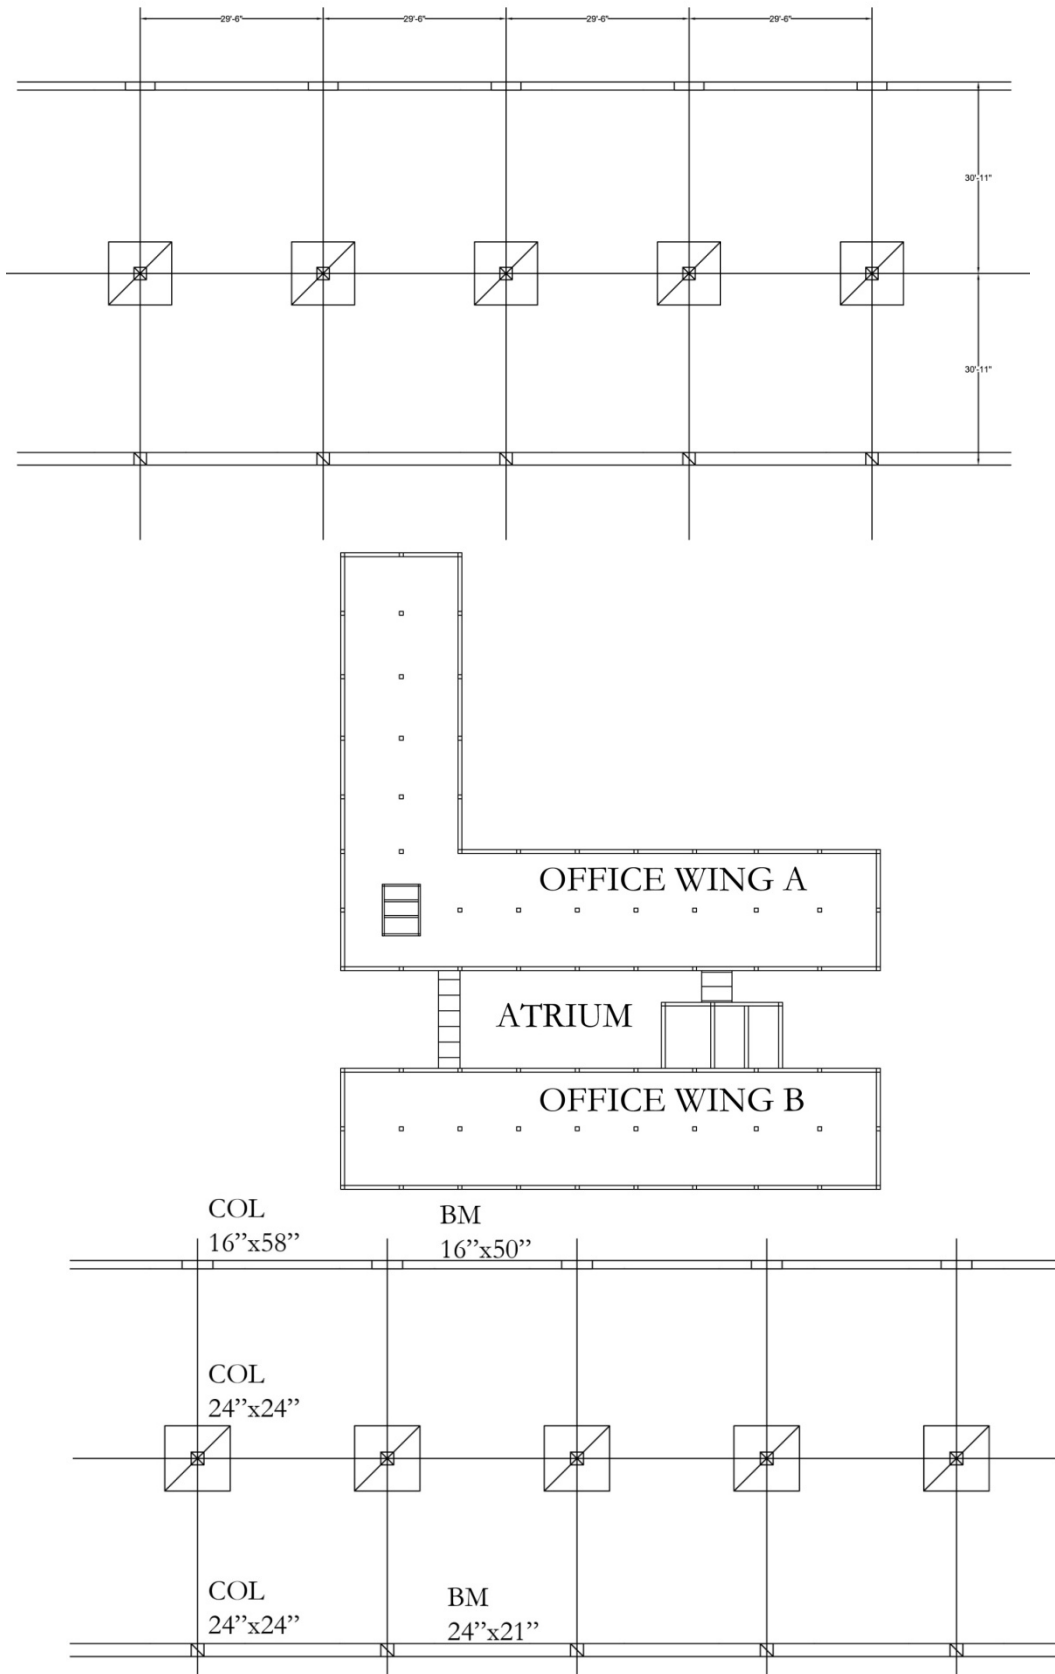 29'-6"
29'-6"
29'-6"
29'-6"
30'-11"
30'-11"
OFFICE WING A
ATRIUM
OFFICE WING B
COL
16”x58”
BM
16”x50”
COL
24”x24”
COL
24”x24”
BM
24”x21”